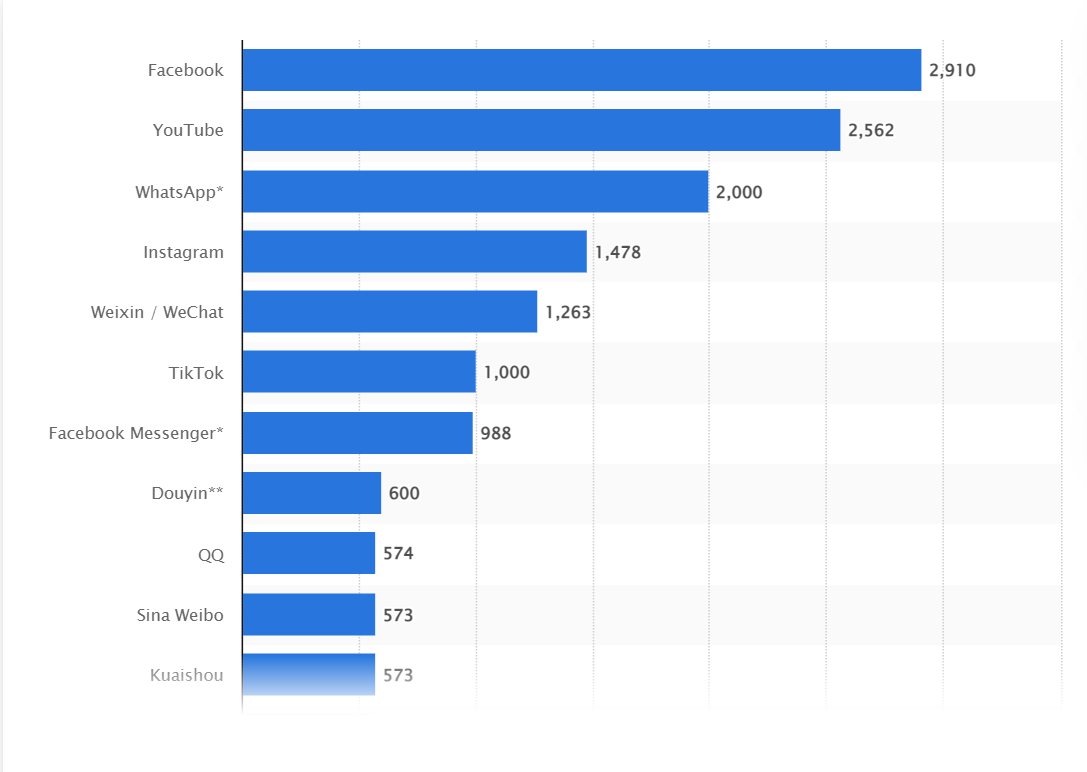 Facebook 2,910
YouTube 2,562
WhatsApp* 2,000
Instagram 1,478
Weixin / WeChat 1,263
TikTok 1,000
Facebook Messenger* 988
Douyin** 600
QQ 574
Sina Weibo 573
Kuaishou 573